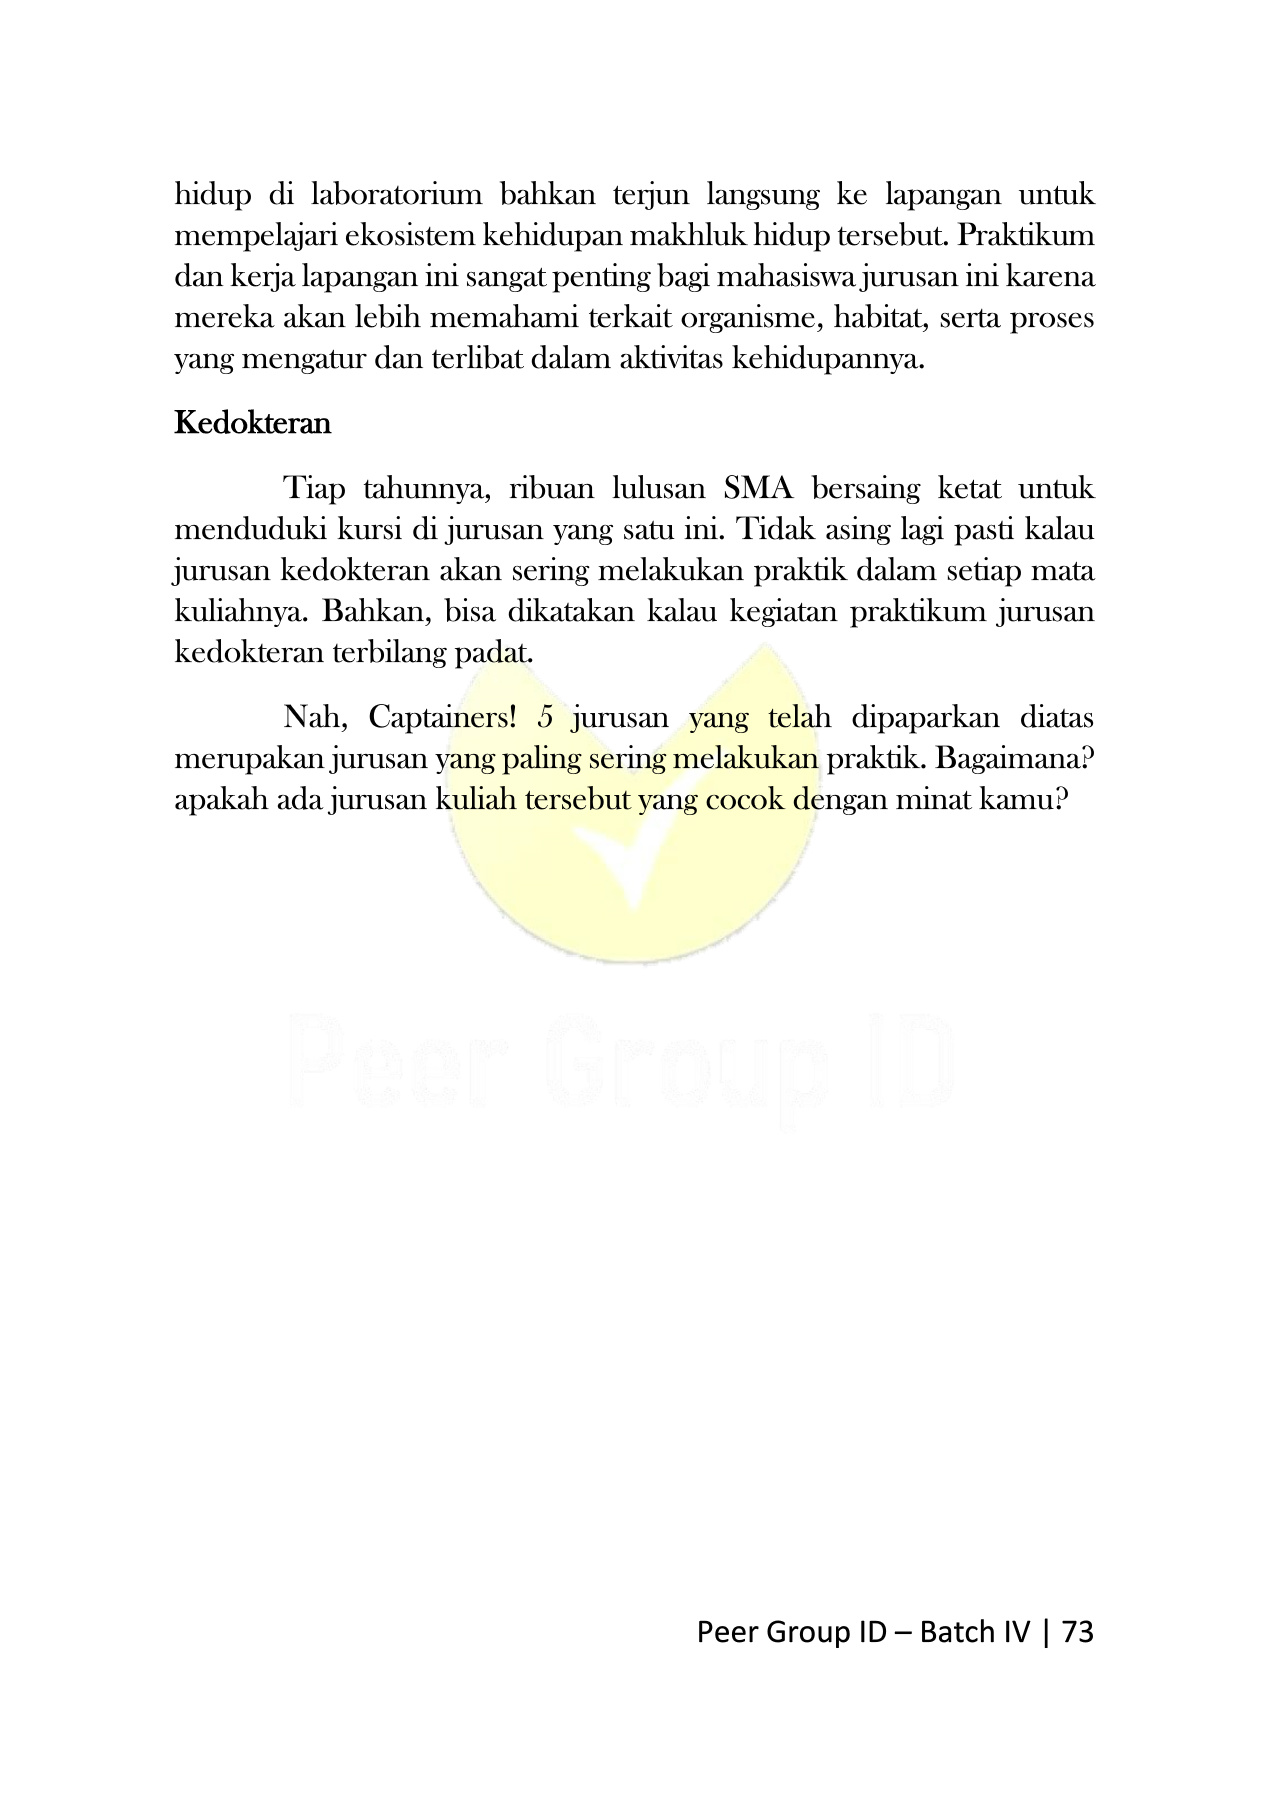 hidup di laboratorium bahkan terjun langsung ke lapangan untuk
mempelajari ekosistem kehidupan makhluk hidup tersebut. Praktikum
dan kerja lapangan ini sangat penting bagi mahasiswa jurusan ini karena
mereka akan lebih memahami terkait organisme, habitat, serta proses
yang mengatur dan terlibat dalam aktivitas kehidupannya.
Kedokteran
Tiap tahunnya, ribuan lulusan SMA bersaing ketat untuk
menduduki kursi di jurusan yang satu ini. Tidak asing lagi pasti kalau
jurusan kedokteran akan sering melakukan praktik dalam setiap mata
kuliahnya. Bahkan, bisa dikatakan kalau kegiatan praktikum jurusan
kedokteran terbilang padat.
Nah, Captainers! 5 jurusan yang telah dipaparkan diatas
merupakan jurusan yang paling sering melakukan praktik. Bagaimana?
apakah ada jurusan kuliah tersebut yang cocok dengan minat kamu?
Peer Group ID
Peer Group ID – Batch IV | 73